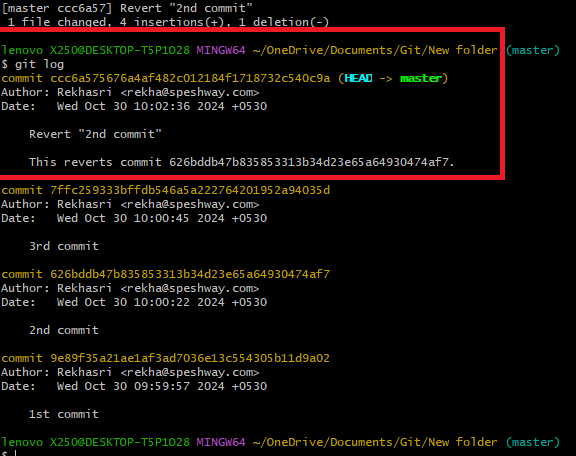 [master ccc6a57] Revert "2nd commit"
1 file changed, 4 insertions(+), 1 deletion(-)
lenovo X250@DESKTOP-T5P1O28 MINGW64 ~/OneDrive/Documents/Git/New folder (master)
$ git log
commit ccc6a575676a4af482c012184f1718732c540c9a (HEAD -> master)
Author: Rekhasri <rekha@speshway.com>
Date:   Wed Oct 30 10:02:36 2024 +0530
Revert "2nd commit"
This reverts commit 626bddb47b835853313b34d23e65a64930474af7.
commit 7ffc259333bffdb546a5a222764201952a94035d
Author: Rekhasri <rekha@speshway.com>
Date:   Wed Oct 30 10:00:45 2024 +0530
3rd commit
commit 626bddb47b835853313b34d23e65a64930474af7
Author: Rekhasri <rekha@speshway.com>
Date:   Wed Oct 30 10:00:22 2024 +0530
2nd commit
commit 9e89f35a21ae1af3ad7036e13c554305b11d9a02
Author: Rekhasri <rekha@speshway.com>
Date:   Wed Oct 30 09:59:57 2024 +0530
1st commit
lenovo X250@DESKTOP-T5P1O28 MINGW64 ~/OneDrive/Documents/Git/New folder (master)
$